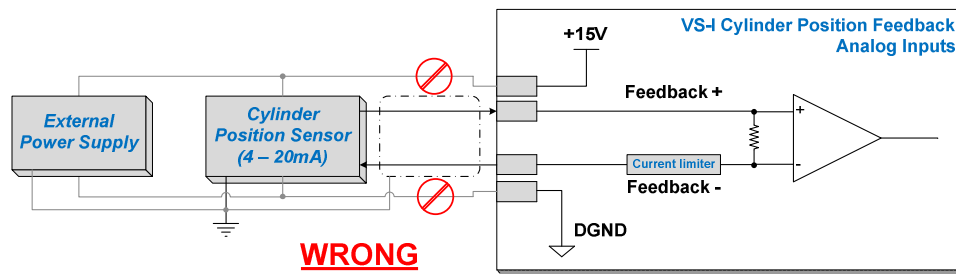 VS-I Cylinder Position Feedback
Analog Inputs
+15V
External
Power Supply
Cylinder
Position Sensor
(4 – 20mA)
Feedback +
+
-
Current limiter
Feedback -
DGND
WRONG